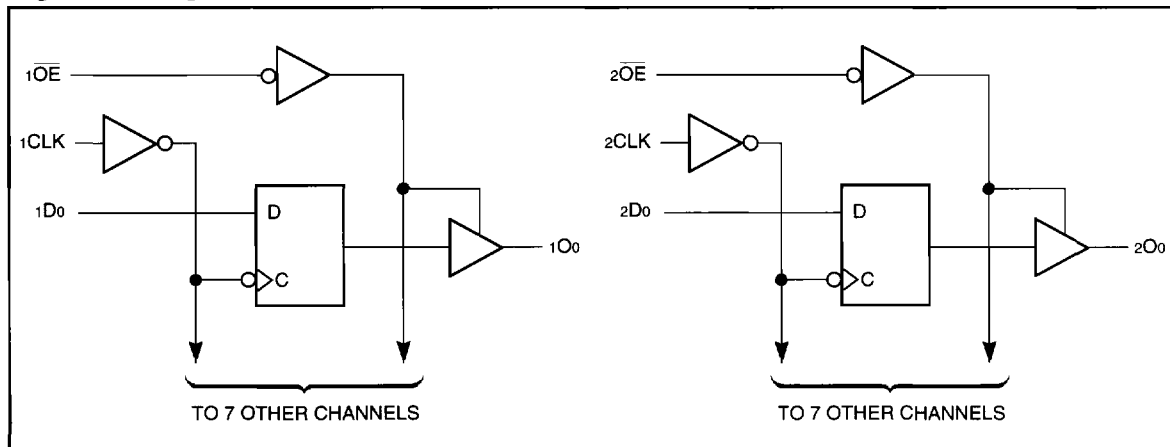 1OE
1CLK
1D0
D
C
1O0
TO 7 OTHER CHANNELS
2OE
2CLK
2D0
D
C
2O0
TO 7 OTHER CHANNELS